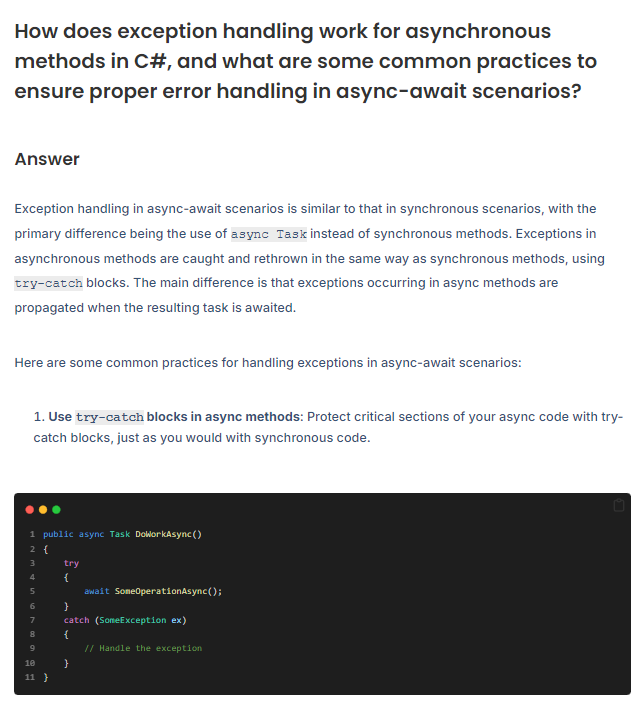 How does exception handling work for asynchronous
methods in C#, and what are some common practices to
ensure proper error handling in async-await scenarios?
Answer
Exception handling in async-await scenarios is similar to that in synchronous scenarios, with the
primary difference being the use of async Task instead of synchronous methods. Exceptions in
asynchronous methods are caught and rethrown in the same way as synchronous methods, using
try-catch blocks. The main difference is that exceptions occurring in async methods are
propagated when the resulting task is awaited.
Here are some common practices for handling exceptions in async-await scenarios:
1. Use try-catch blocks in async methods: Protect critical sections of your async code with try-
catch blocks, just as you would with synchronous code.
1 public async Task DoWorkAsync()
2 {
3     try
4     {
5         await SomeOperationAsync();
6     }
7     catch (SomeException ex)
8     {
9         // Handle the exception
10     }
11 }